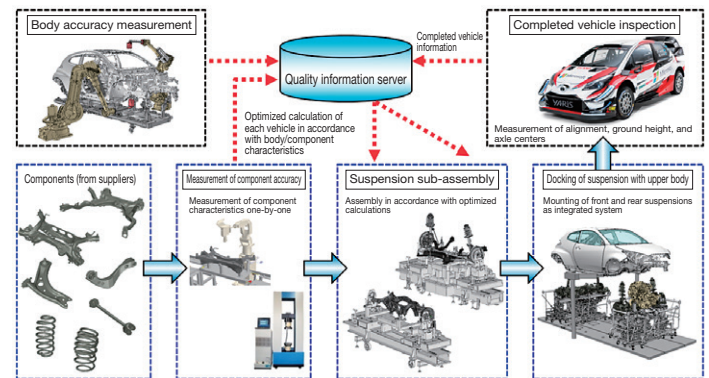 Body accuracy measurement
Completed vehicle
information
Completed vehicle inspection
Quality information server
YARIS
Optimized calculation of
each vehicle in accordance
with body/component
characteristics
Measurement of alignment, ground height, and
axle centers
Components (from suppliers)
Measurement of component accuracy
Measurement of component
characteristics one-by-one
Suspension sub-assembly
Assembly in accordance with optimized
calculations
Docking of suspension with upper body
Mounting of front and rear suspensions
as integrated system